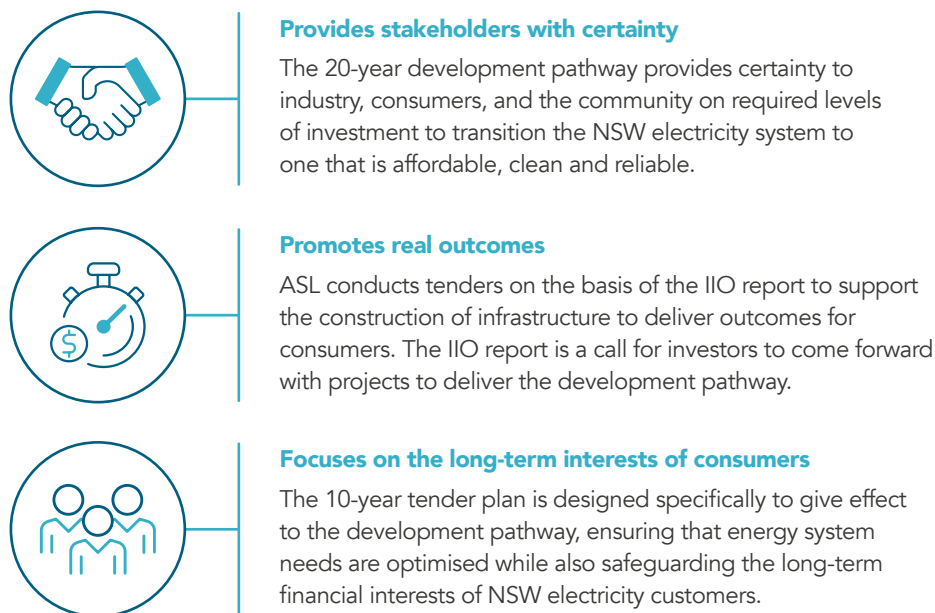 Provides stakeholders with certainty
The 20-year development pathway provides certainty to
industry, consumers, and the community on required levels
of investment to transition the NSW electricity system to
one that is affordable, clean and reliable.
Promotes real outcomes
ASL conducts tenders on the basis of the IIO report to support
the construction of infrastructure to deliver outcomes for
consumers. The IIO report is a call for investors to come forward
with projects to deliver the development pathway.
$
Focuses on the long-term interests of consumers
The 10-year tender plan is designed specifically to give effect
to the development pathway, ensuring that energy system
needs are optimised while also safeguarding the long-term
financial interests of NSW electricity customers.